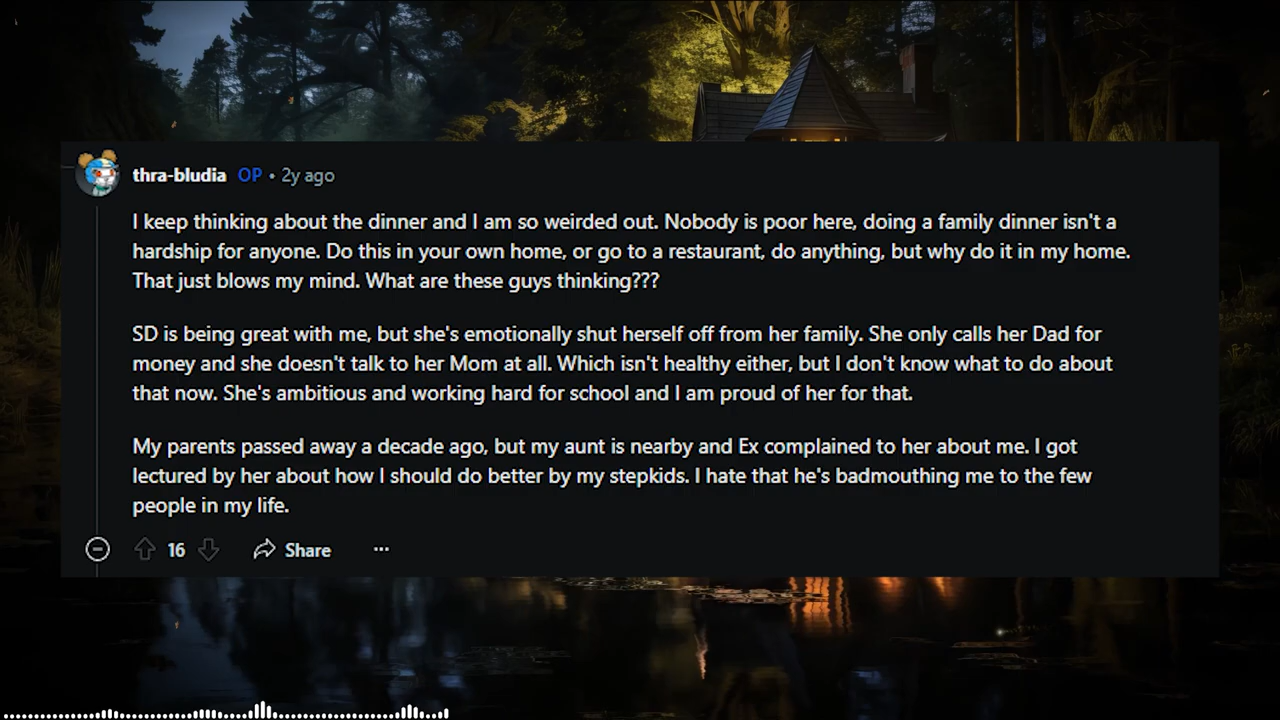 thra-bludia OP • 2y ago
I keep thinking about the dinner and I am so weirded out. Nobody is poor here, doing a family dinner isn't a
hardship for anyone. Do this in your own home, or go to a restaurant, do anything, but why do it in my home.
That just blows my mind. What are these guys thinking???
SD is being great with me, but she's emotionally shut herself off from her family. She only calls her Dad for
money and she doesn't talk to her Mom at all. Which isn't healthy either, but I don't know what to do about
that now. She's ambitious and working hard for school and I am proud of her for that.
My parents passed away a decade ago, but my aunt is nearby and Ex complained to her about me. I got
lectured by her about how I should do better by my stepkids. I hate that he's badmouthing me to the few
people in my life.
16 Share ...